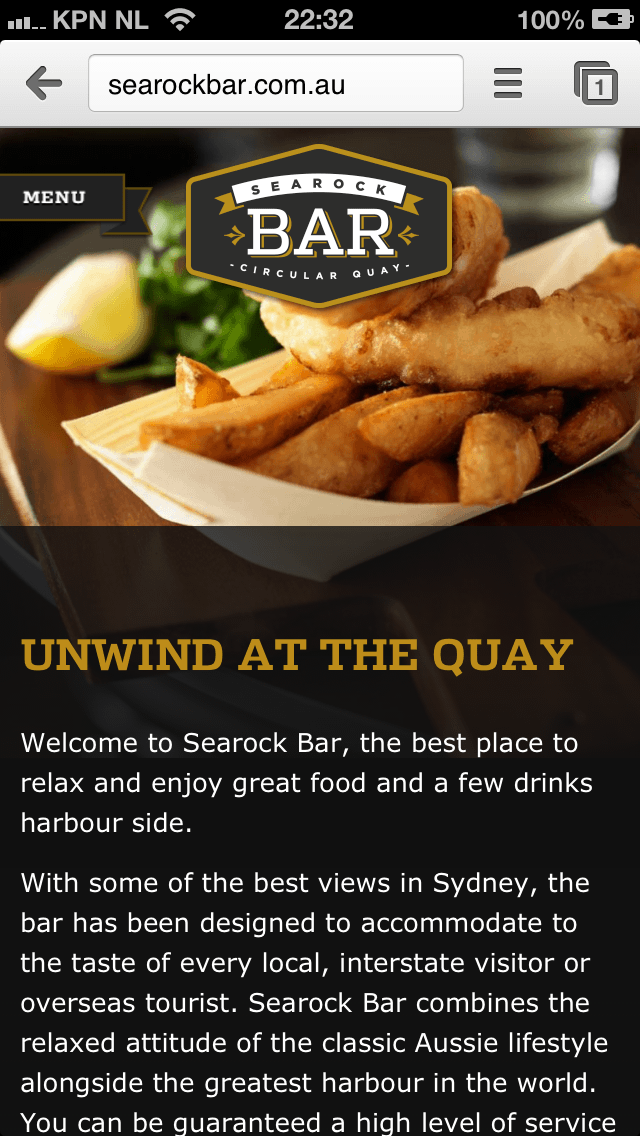 KPN NL 22:32 100%
searockbar.com.au 1
MENU
SEAROCK
BAR
-CIRCULAR QUAY-
UNWIND AT THE QUAY
Welcome to Searock Bar, the best place to
relax and enjoy great food and a few drinks
harbour side.
With some of the best views in Sydney, the
bar has been designed to accommodate to
the taste of every local, interstate visitor or
overseas tourist. Searock Bar combines the
relaxed attitude of the classic Aussie lifestyle
alongside the greatest harbour in the world.
You can be guaranteed a high level of service